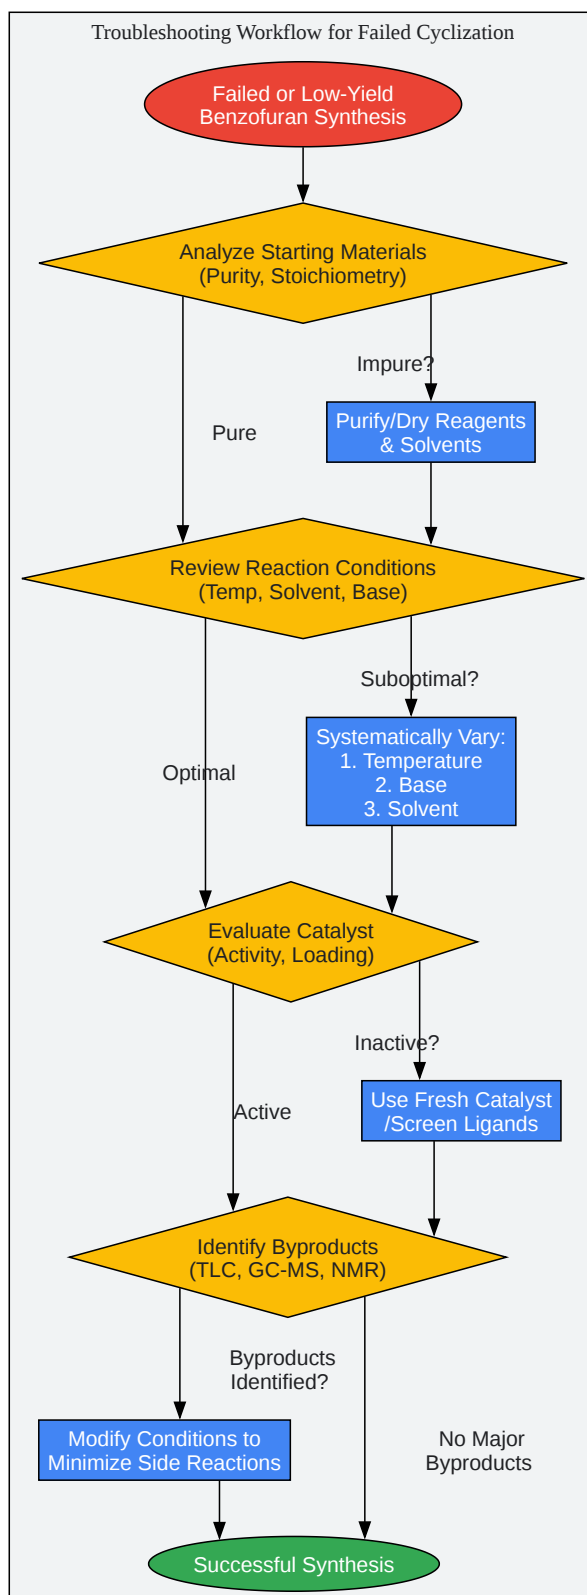 Troubleshooting Workflow for Failed Cyclization
Failed or Low-Yield
Benzofuran Synthesis
Analyze Starting Materials
(Purity, Stoichiometry)
Impure?
Purify/Dry Reagents
& Solvents
Pure
Review Reaction Conditions
(Temp, Solvent, Base)
Suboptimal?
Systematically Vary:
1. Temperature
2. Base
3. Solvent
Optimal
Evaluate Catalyst
(Activity, Loading)
Inactive?
Use Fresh Catalyst
/Screen Ligands
Active
Identify Byproducts
(TLC, GC-MS, NMR)
Byproducts
Identified?
Modify Conditions to
Minimize Side Reactions
No Major
Byproducts
Successful Synthesis